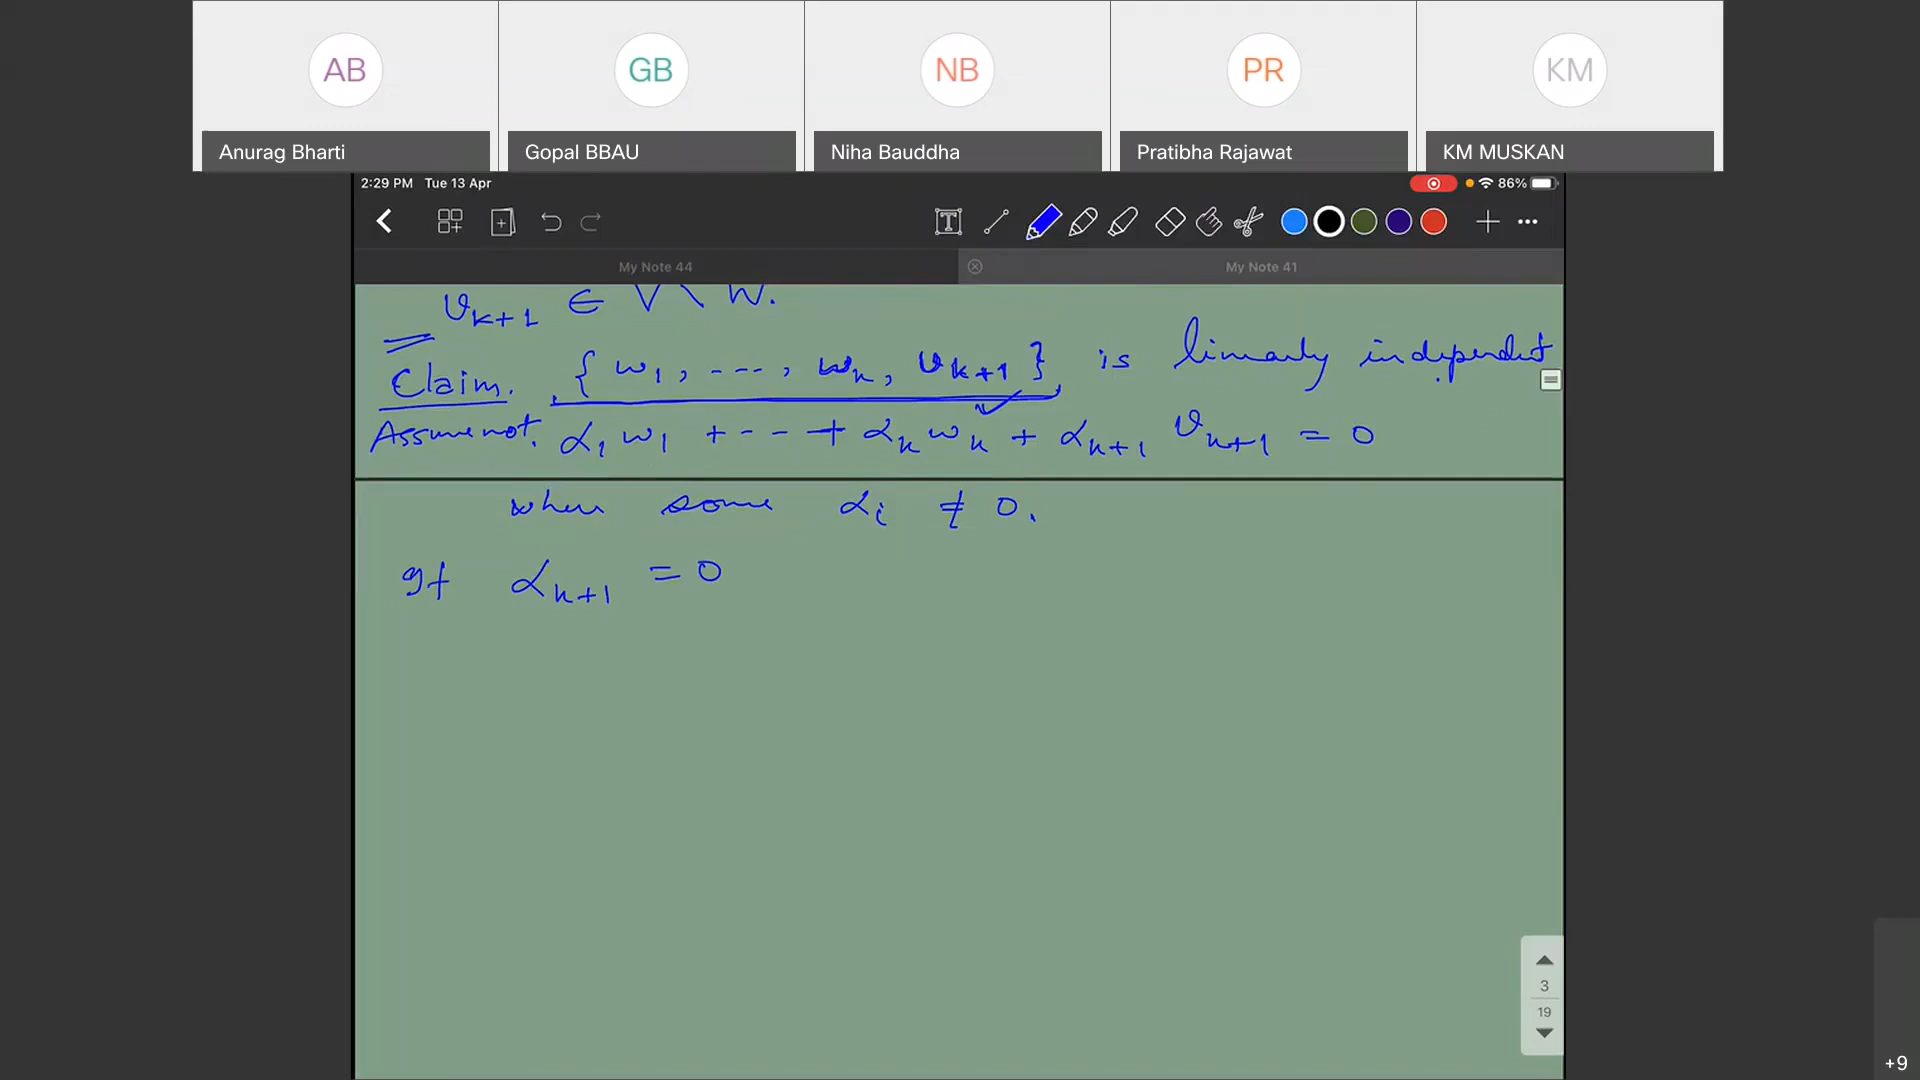 AB GB NB PR KM
Anurag Bharti Gopal BBAU Niha Bauddha Pratibha Rajawat KM MUSKAN
2:29 PM Tue 13 Apr 86%
My Note 44 My Note 41
v_{k+1} ∈ V \ W.
Claim. { w_1, ---, w_k, v_{k+1} } is linearly independent
Assume not. α_1 w_1 + -- + α_k w_k + α_{k+1} v_{k+1} = 0
when some α_i ≠ 0.
If α_{k+1} = 0
3
19
+9